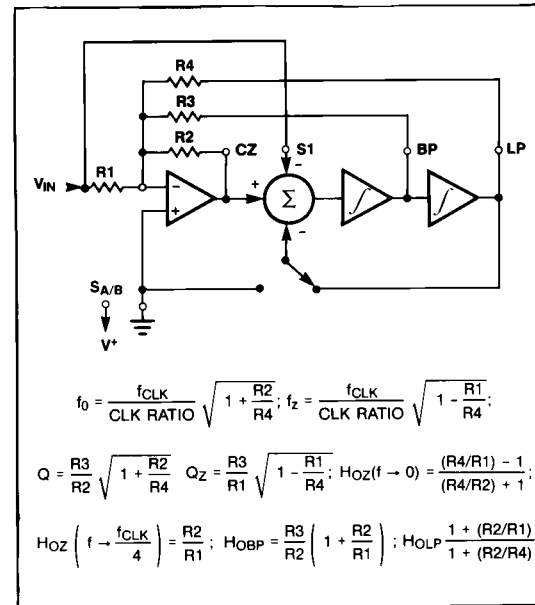 R4
R3
R2 CZ S1 BP LP
VIN R1 − − ∫ ∫
+ + Σ
−
SA/B
V+
f0 = fCLK / CLK RATIO √(1 + R2/R4); fz = fCLK / CLK RATIO √(1 − R1/R4);
Q = R3/R2 √(1 + R2/R4) QZ = R3/R1 √(1 − R1/R4); HOZ(f → 0) = (R4/R1) − 1 / (R4/R2) + 1;
HOZ (f → fCLK/4) = R2/R1; HOBP = R3/R2 (1 + R2/R1); HOLP 1 + (R2/R1) / 1 + (R2/R4)